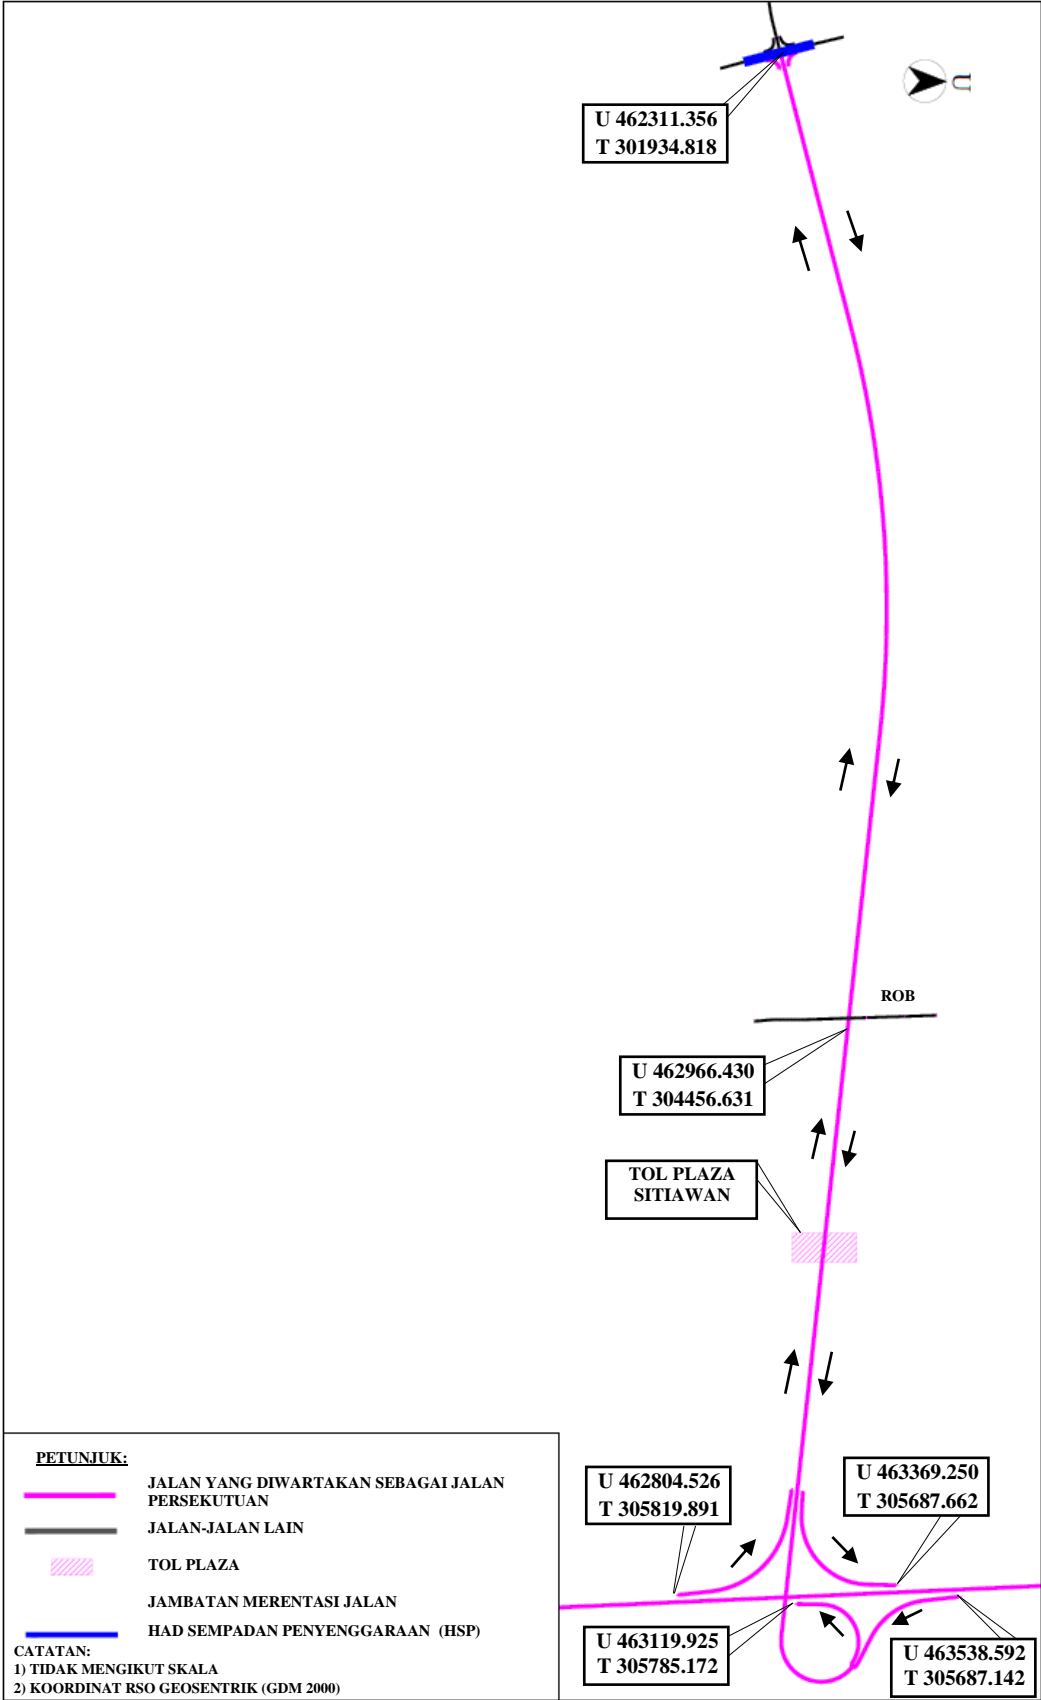 U
U 462311.356
T 301934.818
ROB
U 462966.430
T 304456.631
TOL PLAZA
SITIAWAN
U 462804.526
T 305819.891
U 463369.250
T 305687.662
U 463119.925
T 305785.172
U 463538.592
T 305687.142
PETUNJUK:
JALAN YANG DIWARTAKAN SEBAGAI JALAN
PERSEKUTUAN
JALAN-JALAN LAIN
TOL PLAZA
JAMBATAN MERENTASI JALAN
HAD SEMPADAN PENYENGGARAAN (HSP)
CATATAN:
1) TIDAK MENGIKUT SKALA
2) KOORDINAT RSO GEOSENTRIK (GDM 2000)